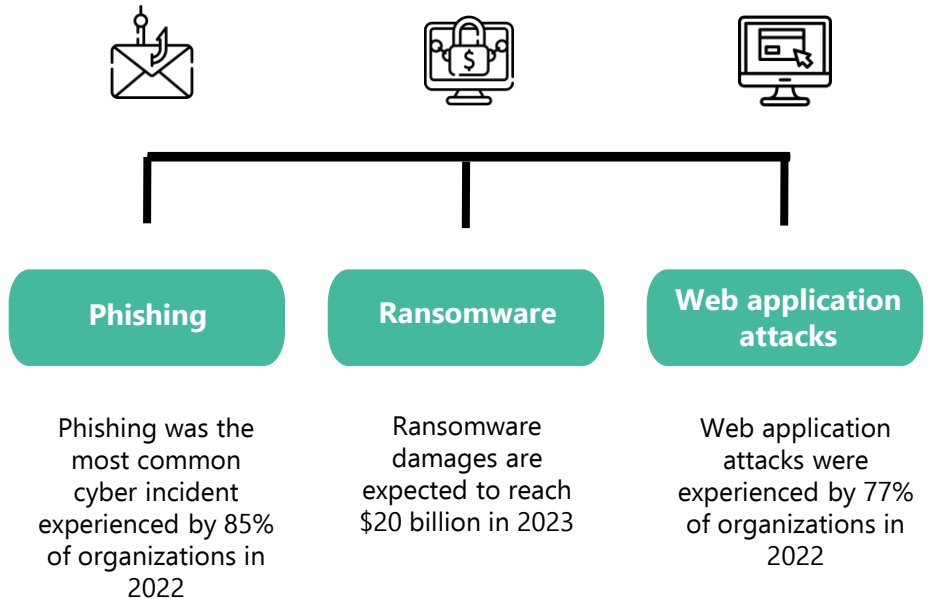 $
Phishing
Ransomware
Web application
attacks
Phishing was the
most common
cyber incident
experienced by 85%
of organizations in
2022
Ransomware
damages are
expected to reach
$20 billion in 2023
Web application
attacks were
experienced by 77%
of organizations in
2022